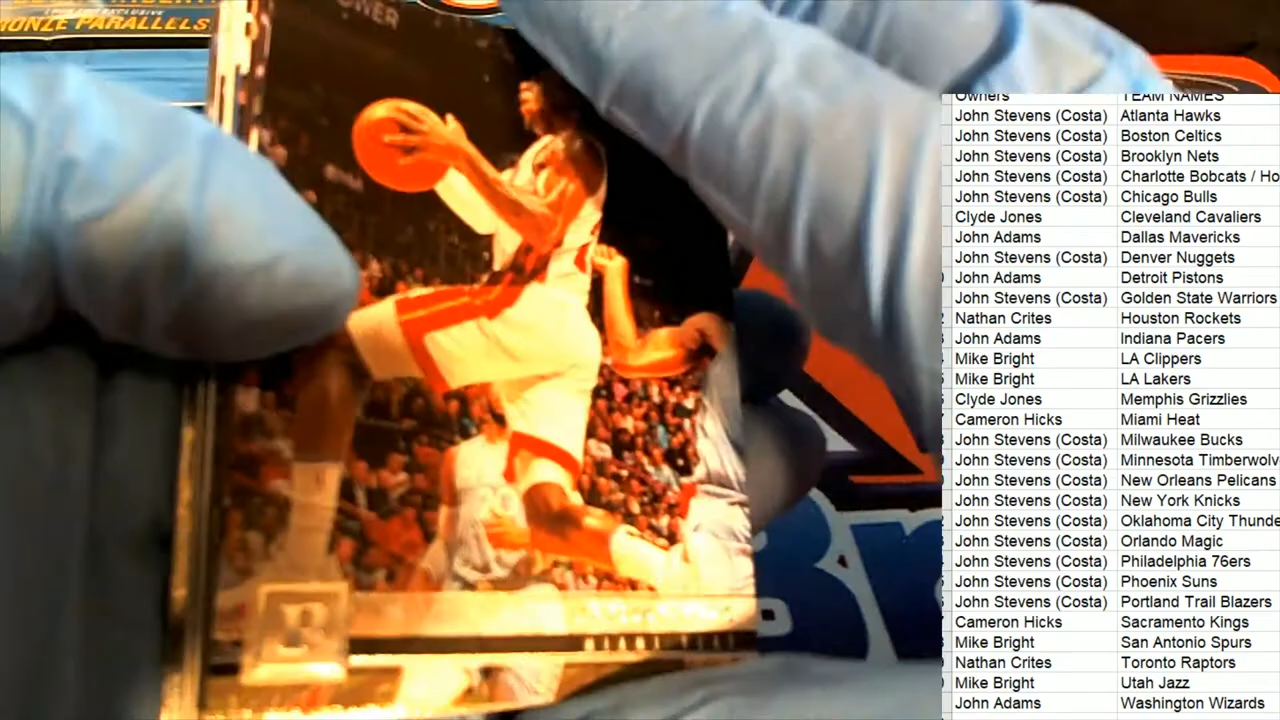 MONZE PARALLELS
OWER
MIAMI HEAT
20
B
Owners TEAM NAMES
John Stevens (Costa) Atlanta Hawks
John Stevens (Costa) Boston Celtics
John Stevens (Costa) Brooklyn Nets
John Stevens (Costa) Charlotte Bobcats / Ho
John Stevens (Costa) Chicago Bulls
Clyde Jones Cleveland Cavaliers
John Adams Dallas Mavericks
John Stevens (Costa) Denver Nuggets
John Adams Detroit Pistons
John Stevens (Costa) Golden State Warriors
Nathan Crites Houston Rockets
John Adams Indiana Pacers
Mike Bright LA Clippers
Mike Bright LA Lakers
Clyde Jones Memphis Grizzlies
Cameron Hicks Miami Heat
John Stevens (Costa) Milwaukee Bucks
John Stevens (Costa) Minnesota Timberwolv
John Stevens (Costa) New Orleans Pelicans
John Stevens (Costa) New York Knicks
John Stevens (Costa) Oklahoma City Thunde
John Stevens (Costa) Orlando Magic
John Stevens (Costa) Philadelphia 76ers
John Stevens (Costa) Phoenix Suns
John Stevens (Costa) Portland Trail Blazers
Cameron Hicks Sacramento Kings
Mike Bright San Antonio Spurs
Nathan Crites Toronto Raptors
Mike Bright Utah Jazz
John Adams Washington Wizards